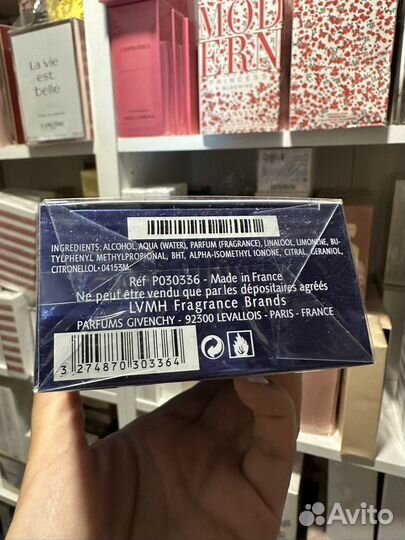 La vie
est
belle
LANCÔME
MOD
ERN
PRINCESS
INGREDIENTS: ALCOHOL, AQUA (WATER), PARFUM (FRAGRANCE), LINALOOL, LIMONENE, BU-
TYLPHENYL METHYLPROPIONAL, BHT, ALPHA-ISOMETHYL IONONE, CITRAL, GERANIOL,
CITRONELLOL - 04153M.
Réf P030336 - Made in France
Ne peut être vendu que par les dépositaires agréés
LVMH Fragrance Brands
PARFUMS GIVENCHY - 92300 LEVALLOIS - PARIS - FRANCE
3 274870 303364
Avito